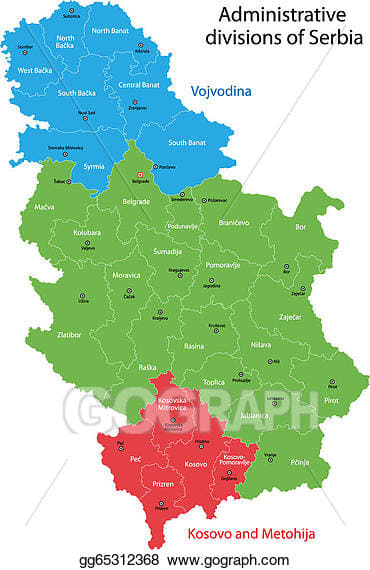 Administrative
divisions of Serbia
Subotica
North
Bačka
North Banat
Sombor
Kikinda
West Bačka
Central Banat
South Bačka
Zrenjanin
Vojvodina
Novi Sad
South Banat
Sremska Mitrovica
Syrmia
Pančevo
Šabac
Belgrade
Smederevo
Požarevac
Mačva
Belgrade
Braničevo
Podunavlje
Bor
Kolubara
Valjevo
Šumadija
Pomoravlje
Moravica
Kragujevac
Bor
Jagodina
Užice
Čačak
Zaječar
Kraljevo
Zaječar
Kruševac
Zlatibor
Rasina
Nišava
Raška
Niš
Toplica
Prokuplje
Pirot
Pirot
Kosovska
Mitrovica
Leskovac
GOGRAPH
Jablanica
Kosovska
Mitrovica
Peć
Priština
Peć
Kosovo
Kosovo-
Pomoravlje
Vranje
Pčinja
Gnjilane
Prizren
Prizren
Kosovo and Metohija
gg65312368 www.gograph.com